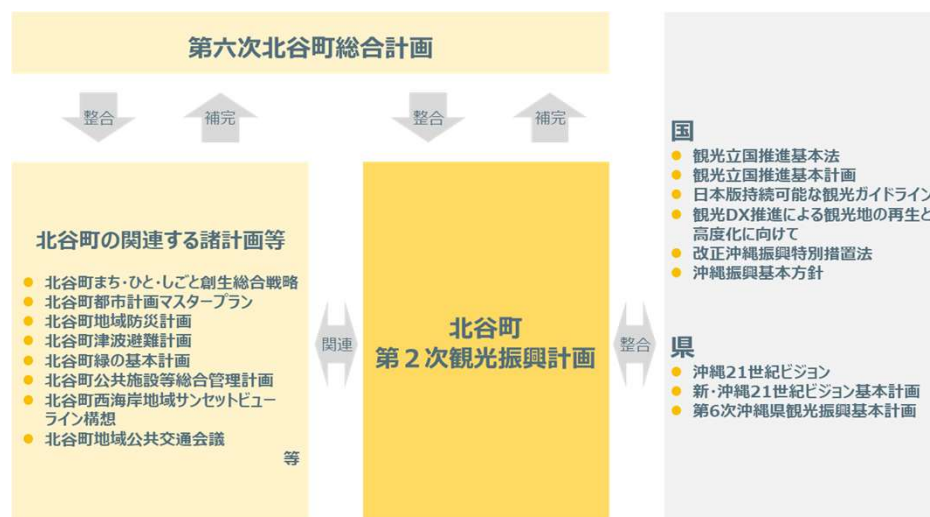 第六次北谷町総合計画
整合
補完
整合
補完
北谷町の関連する諸計画等
北谷町まち・ひと・しごと創生総合戦略
北谷町都市計画マスタープラン
北谷町地域防災計画
北谷町津波避難計画
北谷町緑の基本計画
北谷町公共施設等総合管理計画
北谷町西海岸地域サンセットビュー
ライン構想
北谷町地域公共交通会議
等
関連
北谷町
第２次観光振興計画
整合
国
観光立国推進基本法
観光立国推進基本計画
日本版持続可能な観光ガイドライン
観光DX推進による観光地の再生と
高度化に向けて
改正沖縄振興特別措置法
沖縄振興基本方針
県
沖縄21世紀ビジョン
新・沖縄21世紀ビジョン基本計画
第6次沖縄県観光振興基本計画